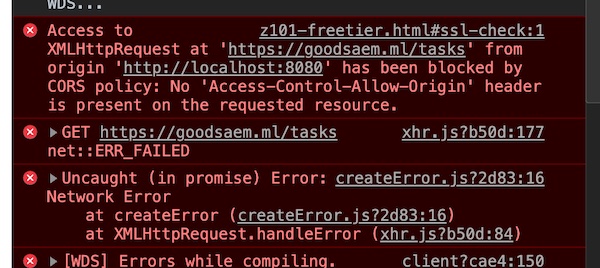 WDS...
Access to z101-freetier.html#ssl-check:1
XMLHttpRequest at 'https://goodsaem.ml/tasks' from
origin 'http://localhost:8080' has been blocked by
CORS policy: No 'Access-Control-Allow-Origin' header
is present on the requested resource.
GET https://goodsaem.ml/tasks xhr.js?b50d:177
net::ERR_FAILED
Uncaught (in promise) Error: createError.js?2d83:16
Network Error
at createError (createError.js?2d83:16)
at XMLHttpRequest.handleError (xhr.js?b50d:84)
[WDS] Errors while compiling. client?cae4:150